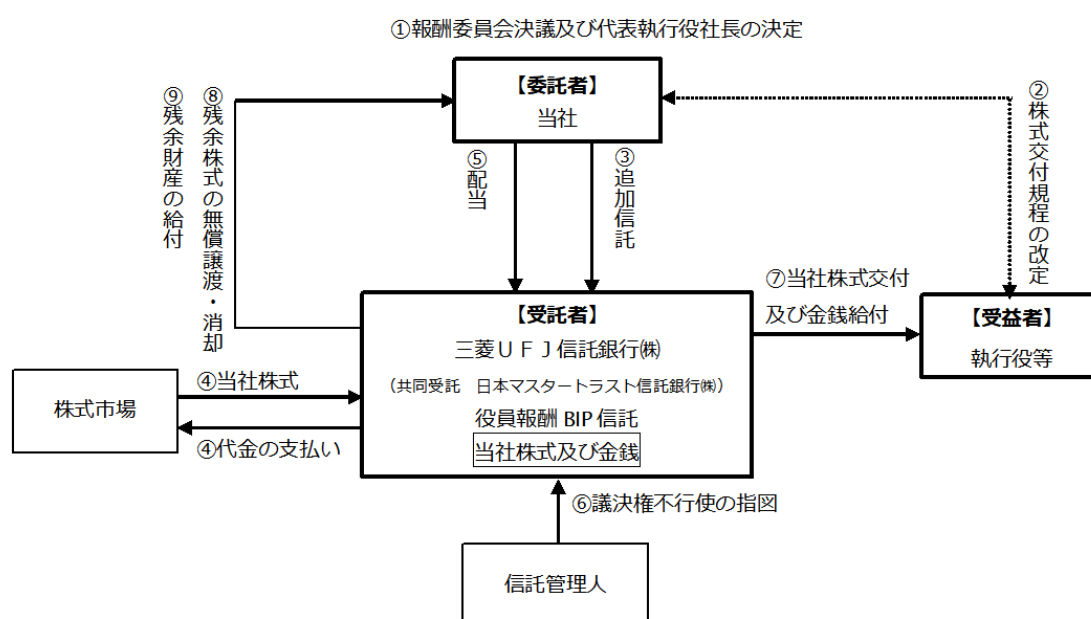 ①報酬委員会決議及び代表執行役社長の決定
【委託者】
当社
⑨残余財産の給付
⑧残余株式の無償譲渡・消却
⑤配当
③追加信託
②株式交付規程の改定
⑦当社株式交付
及び金銭給付
【受益者】
執行役等
【受託者】
三菱UFJ信託銀行㈱
（共同受託　日本マスタートラスト信託銀行㈱）
役員報酬 BIP 信託
当社株式及び金銭
株式市場
④当社株式
④代金の支払い
⑥議決権不行使の指図
信託管理人